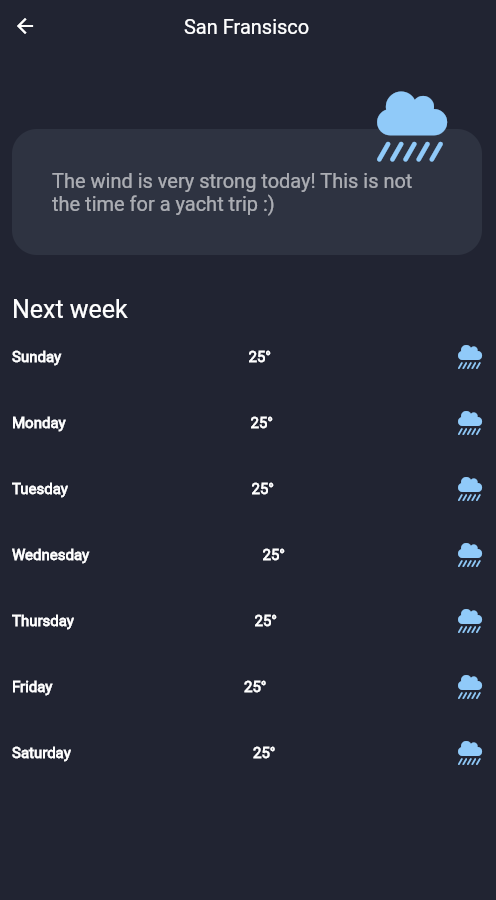 San Fransisco
The wind is very strong today! This is not
the time for a yacht trip :)
Next week
Sunday 25°
Monday 25°
Tuesday 25°
Wednesday 25°
Thursday 25°
Friday 25°
Saturday 25°